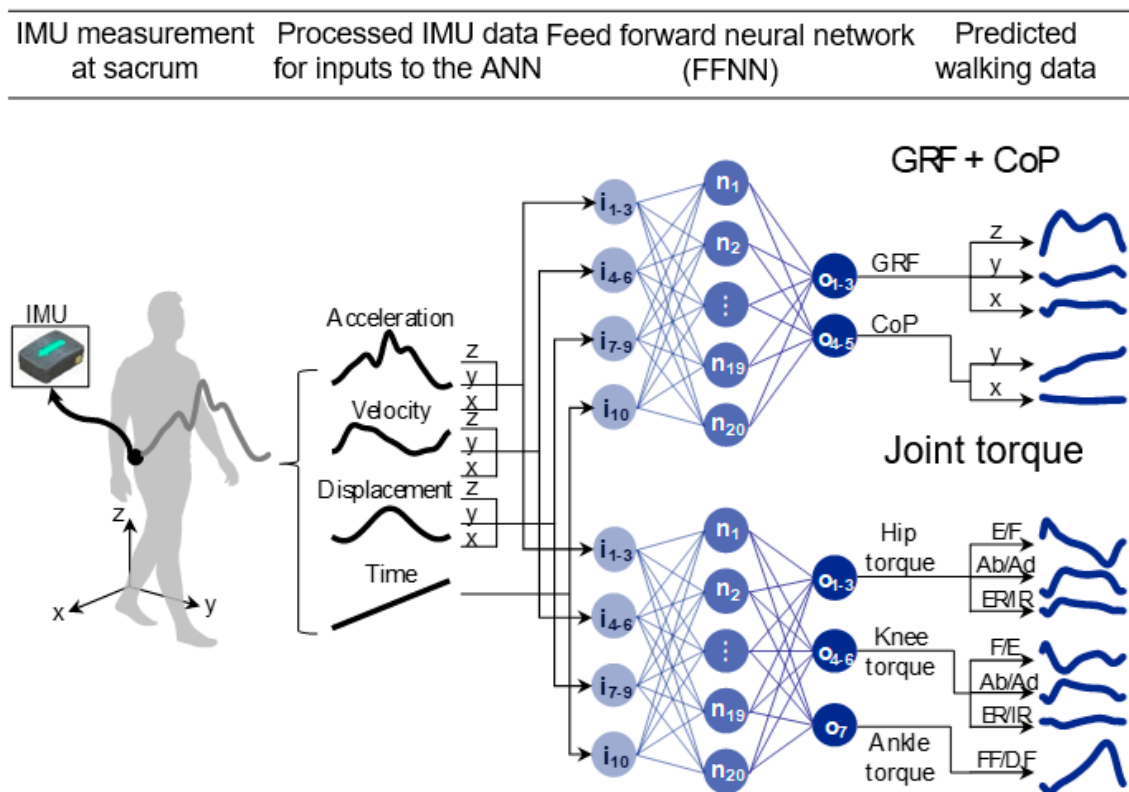 IMU measurement
at sacrum
Processed IMU data
for inputs to the ANN
Feed forward neural network
(FFNN)
Predicted
walking data
IMU
z
x
y
Acceleration
z
y
x
Velocity
z
y
x
Displacement
z
y
x
Time
i1-3
i4-6
i7-9
i10
n1
n2
⋮
n19
n20
o1-3
o4-5
GRF + CoP
GRF
z
y
x
CoP
y
x
i1-3
i4-6
i7-9
i10
n1
n2
⋮
n19
n20
o1-3
o4-6
o7
Joint torque
Hip
torque
E/F
Ab/Ad
ER/IR
Knee
torque
F/E
Ab/Ad
ER/IR
Ankle
torque
FF/DF